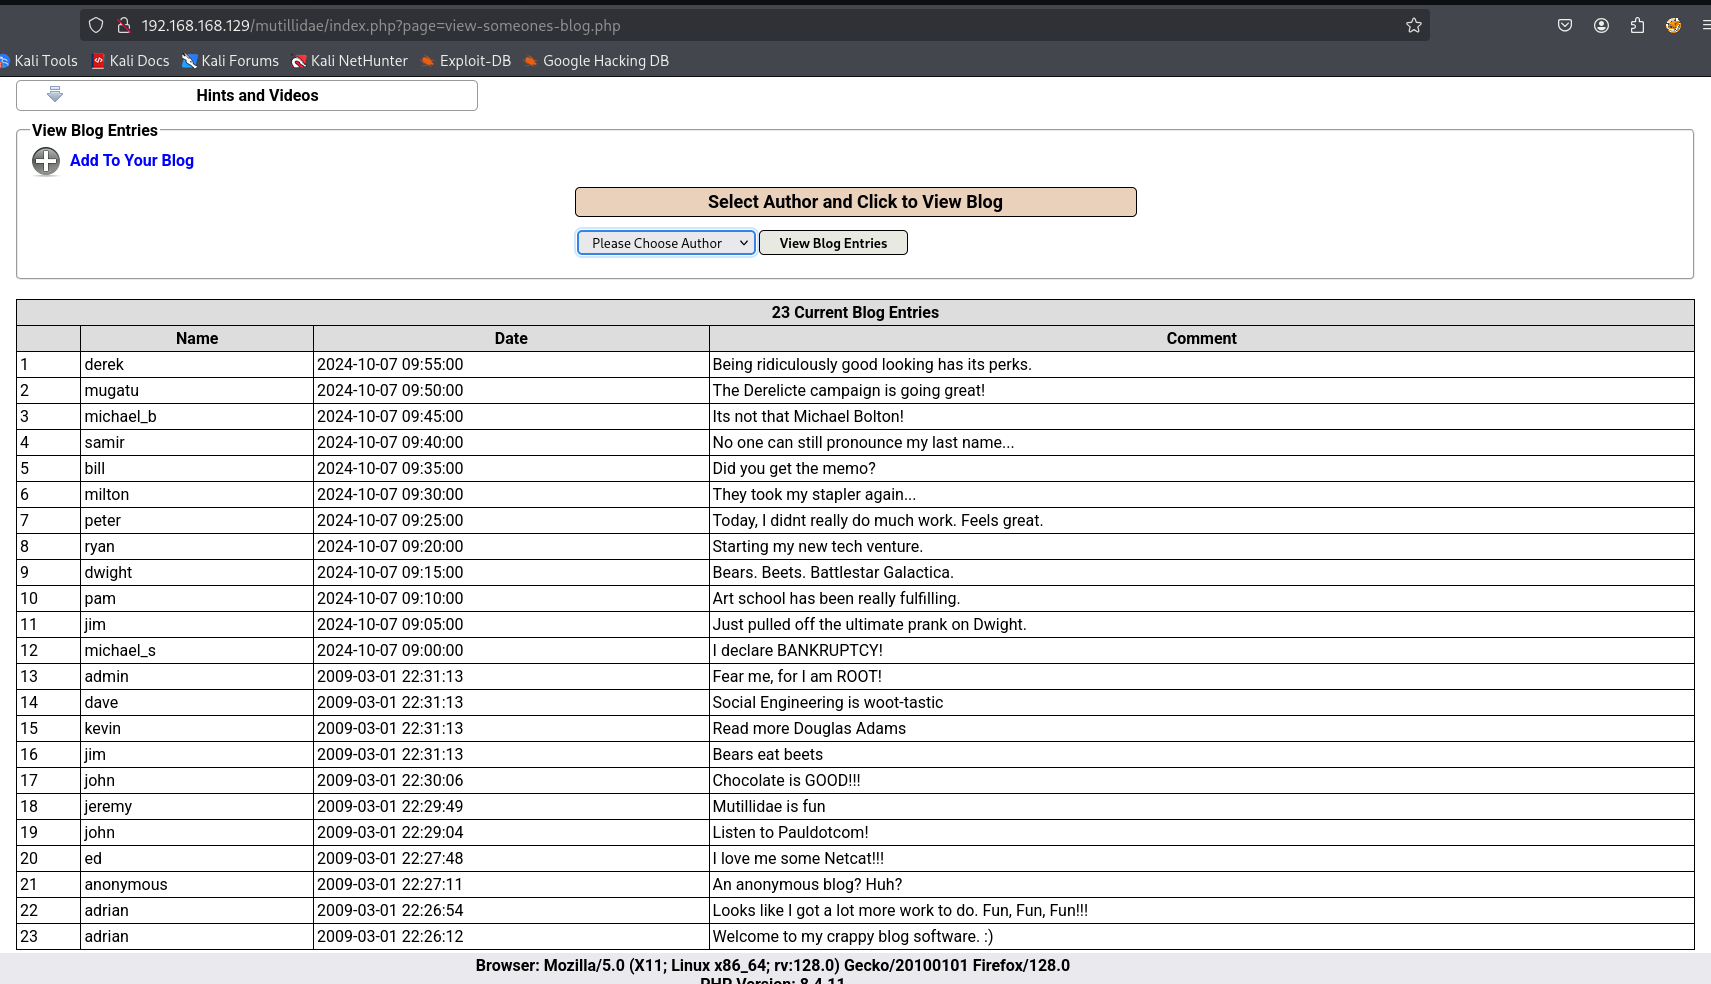 192.168.168.129/mutillidae/index.php?page=view-someones-blog.php
Kali Tools Kali Docs Kali Forums Kali NetHunter Exploit-DB Google Hacking DB
Hints and Videos
View Blog Entries
Add To Your Blog
Select Author and Click to View Blog
Please Choose Author View Blog Entries
23 Current Blog Entries
Name Date Comment
1 derek 2024-10-07 09:55:00 Being ridiculously good looking has its perks.
2 mugatu 2024-10-07 09:50:00 The Derelicte campaign is going great!
3 michael_b 2024-10-07 09:45:00 Its not that Michael Bolton!
4 samir 2024-10-07 09:40:00 No one can still pronounce my last name...
5 bill 2024-10-07 09:35:00 Did you get the memo?
6 milton 2024-10-07 09:30:00 They took my stapler again...
7 peter 2024-10-07 09:25:00 Today, I didnt really do much work. Feels great.
8 ryan 2024-10-07 09:20:00 Starting my new tech venture.
9 dwight 2024-10-07 09:15:00 Bears. Beets. Battlestar Galactica.
10 pam 2024-10-07 09:10:00 Art school has been really fulfilling.
11 jim 2024-10-07 09:05:00 Just pulled off the ultimate prank on Dwight.
12 michael_s 2024-10-07 09:00:00 I declare BANKRUPTCY!
13 admin 2009-03-01 22:31:13 Fear me, for I am ROOT!
14 dave 2009-03-01 22:31:13 Social Engineering is woot-tastic
15 kevin 2009-03-01 22:31:13 Read more Douglas Adams
16 jim 2009-03-01 22:31:13 Bears eat beets
17 john 2009-03-01 22:30:06 Chocolate is GOOD!!!
18 jeremy 2009-03-01 22:29:49 Mutillidae is fun
19 john 2009-03-01 22:29:04 Listen to Pauldotcom!
20 ed 2009-03-01 22:27:48 I love me some Netcat!!!
21 anonymous 2009-03-01 22:27:11 An anonymous blog? Huh?
22 adrian 2009-03-01 22:26:54 Looks like I got a lot more work to do. Fun, Fun, Fun!!!
23 adrian 2009-03-01 22:26:12 Welcome to my crappy blog software. :)
Browser: Mozilla/5.0 (X11; Linux x86_64; rv:128.0) Gecko/20100101 Firefox/128.0
PHP Version: 8.4.11